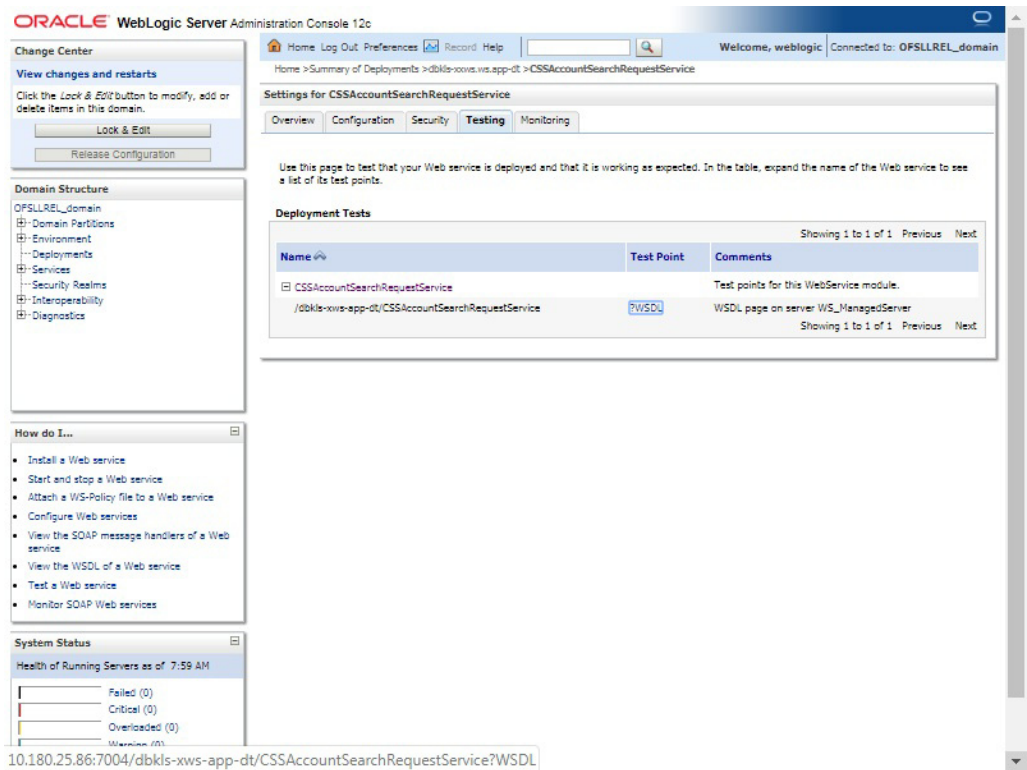 ORACLE WebLogic Server Administration Console 12c
Change Center
View changes and restarts
Click the Lock & Edit button to modify, add or
delete items in this domain.
Lock & Edit
Release Configuration
Domain Structure
OFSLLREL_domain
Domain Partitions
Environment
Deployments
Services
Security Realms
Interoperability
Diagnostics
How do I...
Install a Web service
Start and stop a Web service
Attach a WS-Policy file to a Web service
Configure Web services
View the SOAP message handlers of a Web
service
View the WSDL of a Web service
Test a Web service
Monitor SOAP Web services
System Status
Health of Running Servers as of 7:59 AM
Failed (0)
Critical (0)
Overloaded (0)
Warning (0)
Home Log Out Preferences Record Help
Welcome, weblogic Connected to: OFSLLREL_domain
Home >Summary of Deployments >dbkls-xxws.ws.app-dt >CSSAccountSearchRequestService
Settings for CSSAccountSearchRequestService
Overview Configuration Security Testing Monitoring
Use this page to test that your Web service is deployed and that it is working as expected. In the table, expand the name of the Web service to see
a list of its test points.
Deployment Tests
Showing 1 to 1 of 1 Previous Next
Name Test Point Comments
CSSAccountSearchRequestService Test points for this WebService module.
/dbkls-xws-app-dt/CSSAccountSearchRequestService ?WSDL WSDL page on server WS_ManagedServer
Showing 1 to 1 of 1 Previous Next
10.180.25.86:7004/dbkls-xws-app-dt/CSSAccountSearchRequestService?WSDL